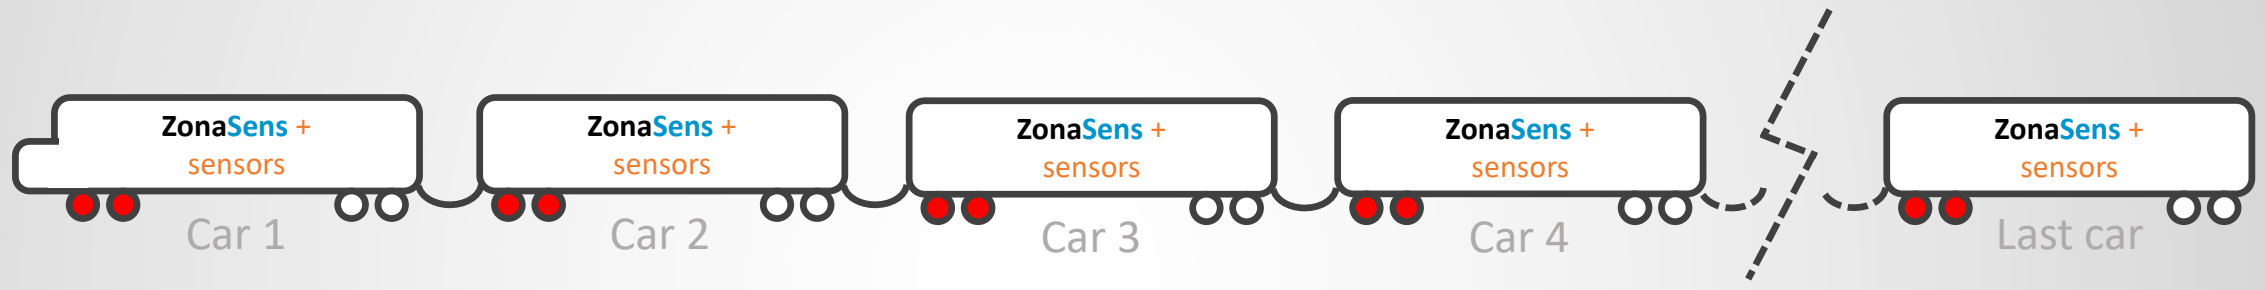 ZonaSens +
sensors
Car 1
ZonaSens +
sensors
Car 2
ZonaSens +
sensors
Car 3
ZonaSens +
sensors
Car 4
ZonaSens +
sensors
Last car